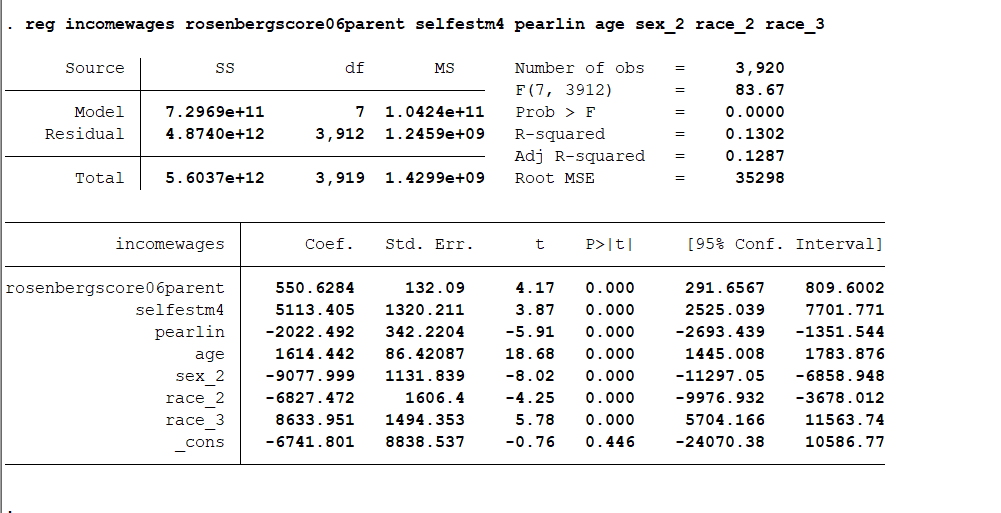 . reg incomewages rosenbergscore06parent selfestm4 pearlin age sex_2 race_2 race_3
Source SS df MS Number of obs = 3,920
F(7, 3912) = 83.67
Model 7.2969e+11 7 1.0424e+11 Prob > F = 0.0000
Residual 4.8740e+12 3,912 1.2459e+09 R-squared = 0.1302
Adj R-squared = 0.1287
Total 5.6037e+12 3,919 1.4299e+09 Root MSE = 35298
incomewages Coef. Std. Err. t P>|t| [95% Conf. Interval]
rosenbergscore06parent 550.6284 132.09 4.17 0.000 291.6567 809.6002
selfestm4 5113.405 1320.211 3.87 0.000 2525.039 7701.771
pearlin -2022.492 342.2204 -5.91 0.000 -2693.439 -1351.544
age 1614.442 86.42087 18.68 0.000 1445.008 1783.876
sex_2 -9077.999 1131.839 -8.02 0.000 -11297.05 -6858.948
race_2 -6827.472 1606.4 -4.25 0.000 -9976.932 -3678.012
race_3 8633.951 1494.353 5.78 0.000 5704.166 11563.74
_cons -6741.801 8838.537 -0.76 0.446 -24070.38 10586.77
.